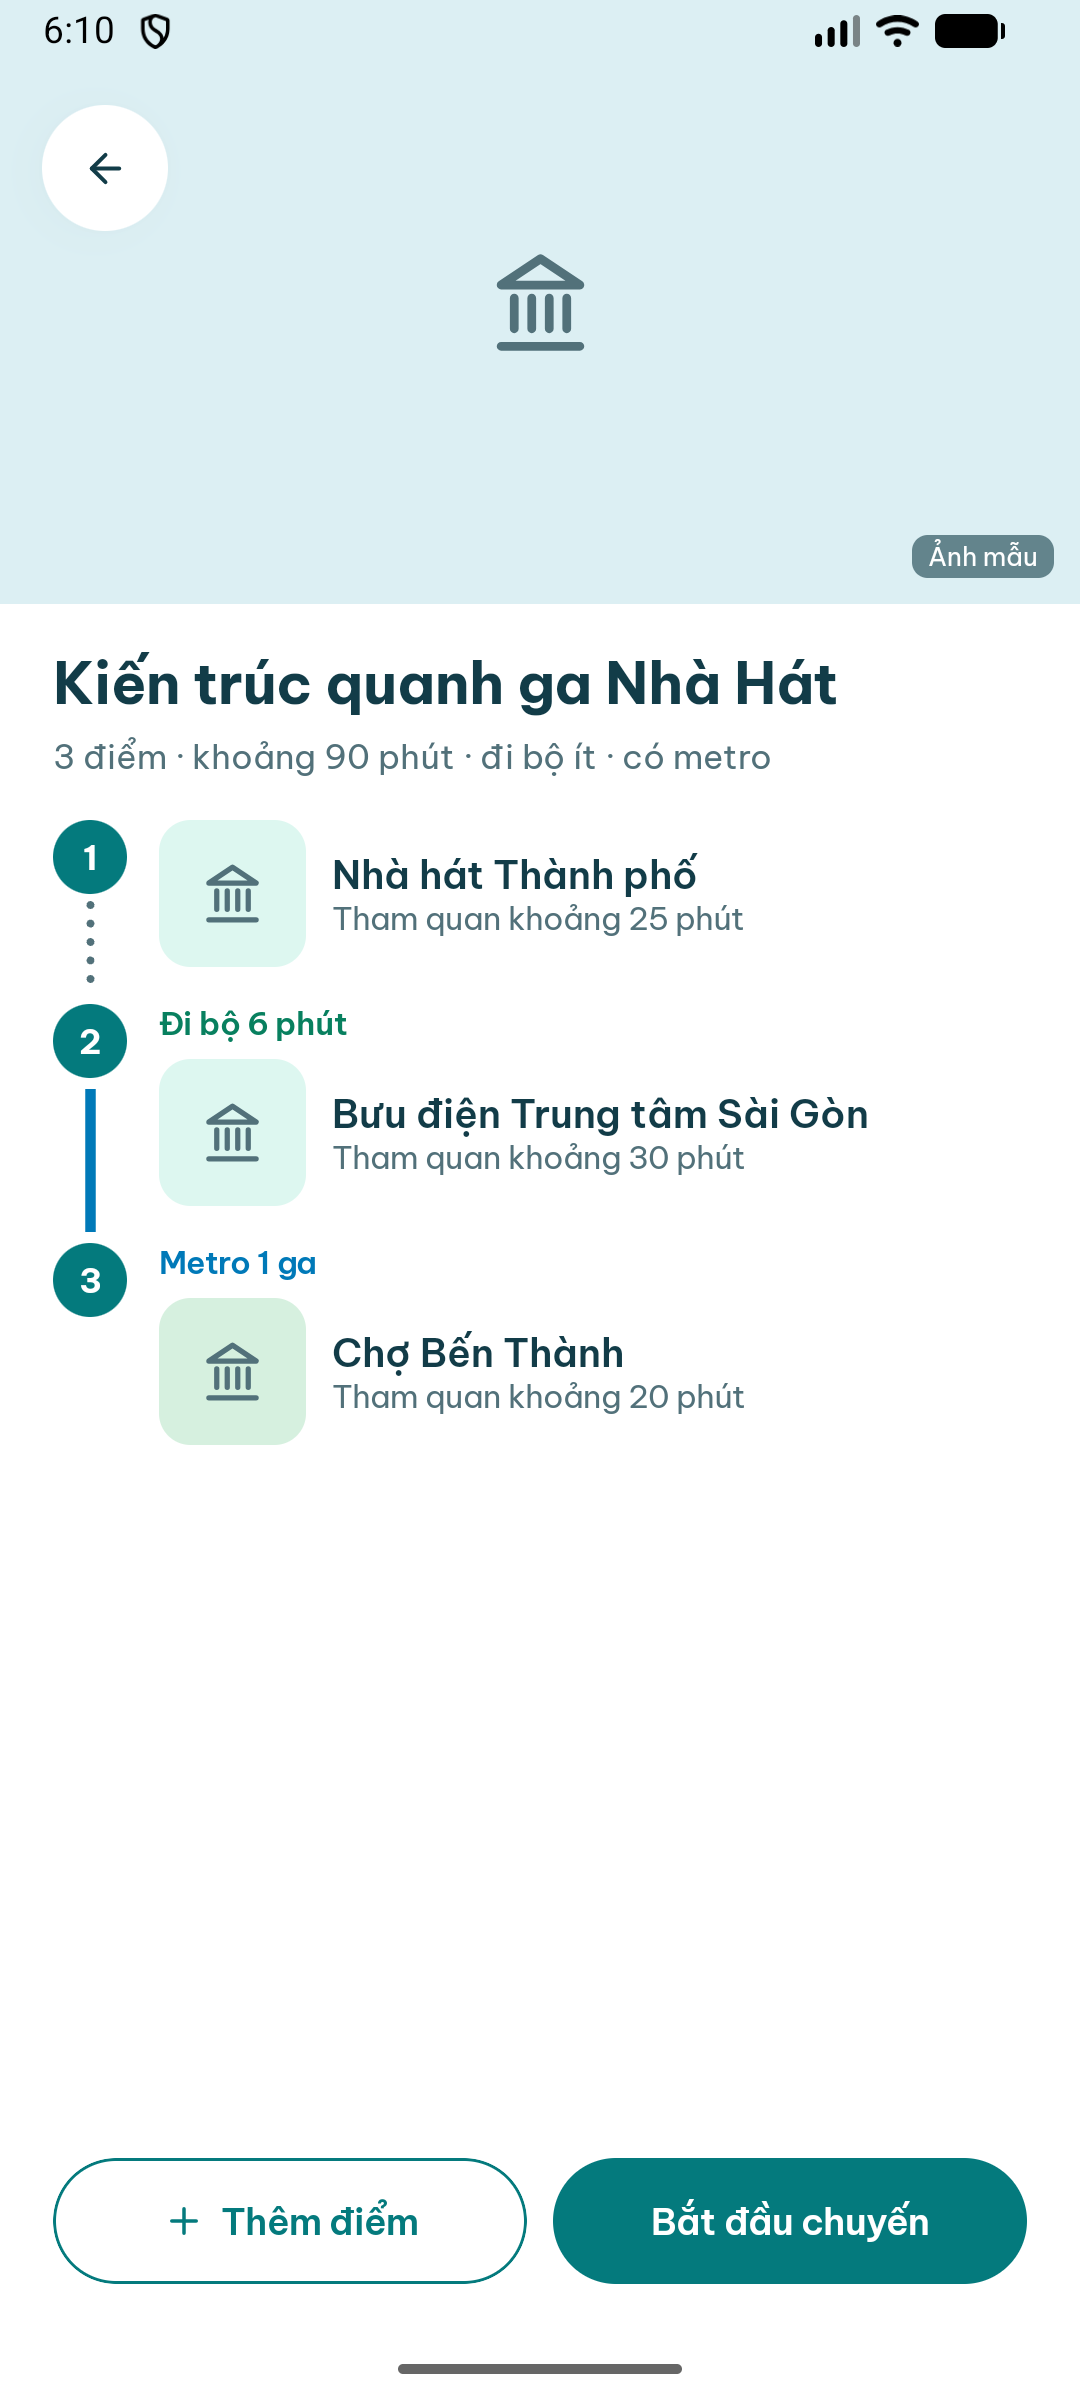 6:10
Ảnh mẫu
Kiến trúc quanh ga Nhà Hát
3 điểm · khoảng 90 phút · đi bộ ít · có metro
1
Nhà hát Thành phố
Tham quan khoảng 25 phút
2
Đi bộ 6 phút
Bưu điện Trung tâm Sài Gòn
Tham quan khoảng 30 phút
3
Metro 1 ga
Chợ Bến Thành
Tham quan khoảng 20 phút
+ Thêm điểm
Bắt đầu chuyến